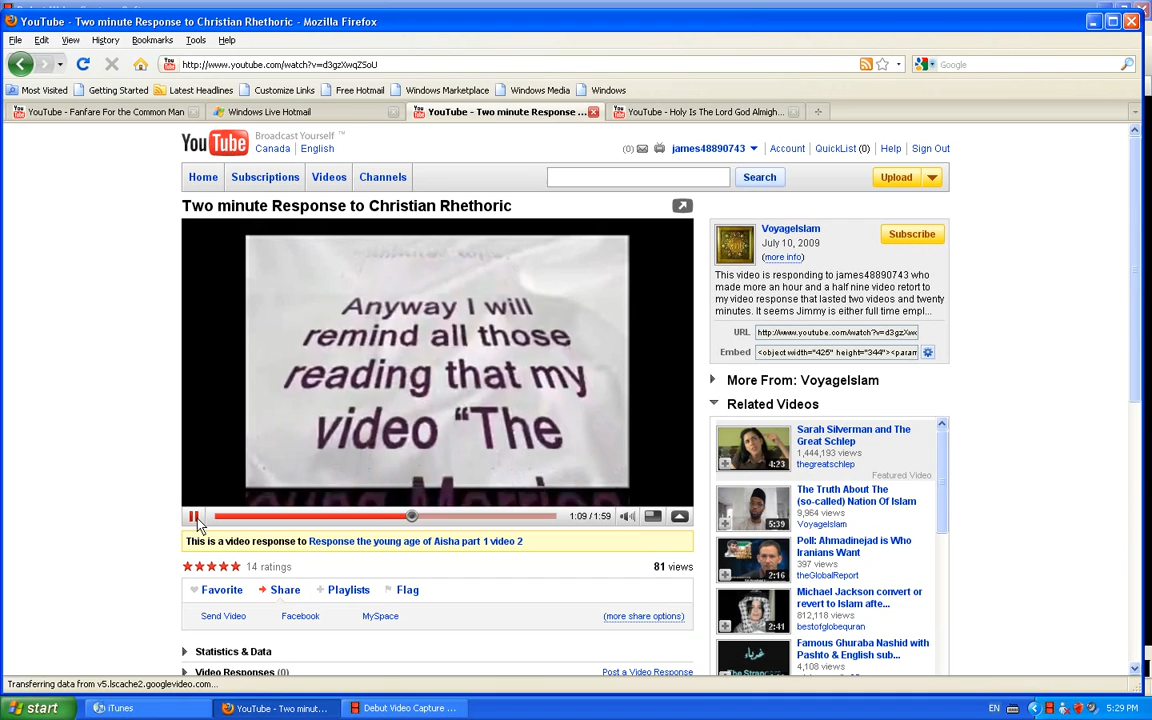 YouTube - Two minute Response to Christian Rhethoric - Mozilla Firefox
File Edit View History Bookmarks Tools Help
http://www.youtube.com/watch?v=d3gzXwqZSoU
Google
Most Visited Getting Started Latest Headlines Customize Links Free Hotmail Windows Marketplace Windows Media Windows
YouTube - Fanfare For the Common Man
Windows Live Hotmail
YouTube - Two minute Response ...
YouTube - Holy Is The Lord God Almigh...
YouTube
Broadcast Yourself ™
Canada English
(0) james48890743 Account QuickList (0) Help Sign Out
Home Subscriptions Videos Channels
Search
Upload
Two minute Response to Christian Rhethoric
Anyway I will
remind all those
reading that my
video “The
1:09 / 1:59
This is a video response to Response the young age of Aisha part 1 video 2
14 ratings
81 views
Favorite Share Playlists Flag
Send Video Facebook MySpace (more share options)
Statistics & Data
Video Responses (0)
Post a Video Response
VoyageIslam
July 10, 2009
(more info)
Subscribe
This video is responding to james48890743 who
made more an hour and a half nine video retort to
my video response that lasted two videos and twenty
minutes. It seems Jimmy is either full time empl...
URL http://www.youtube.com/watch?v=d3gzXwq
Embed <object width="425" height="344"><param
More From: VoyageIslam
Related Videos
Sarah Silverman and The
Great Schlep
1,444,193 views
thegreatschlep
4:23
Featured Video
The Truth About The
(so-called) Nation Of Islam
9,964 views
VoyageIslam
5:39
Poll: Ahmadinejad is Who
Iranians Want
397 views
theGlobalReport
2:16
Michael Jackson convert or
revert to Islam afte...
812,118 views
bestofglobequran
2:41
Famous Ghuraba Nashid with
Pashto & English sub...
4,108 views
غرباء
Transferring data from v5.lscache2.googlevideo.com...
start
iTunes
YouTube - Two minut...
Debut Video Capture ...
EN
5:29 PM